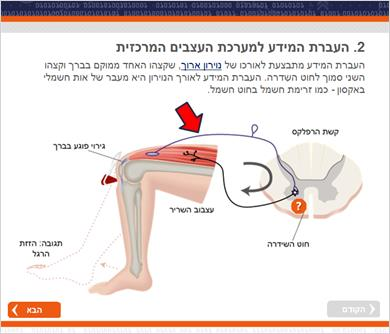 2. העברת המידע למערכת העצבים המרכזית
העברת המידע מתבצעת לאורכו של נוירון ארוך, שקצהו האחד ממוקם בברך וקצהו
השני סמוך לחוט השדרה. העברת המידע לאורך הנוירון היא מעבר של אות חשמלי
באקסון - כמו זרימת חשמל בחוט חשמל.
קשת הרפלקס
גירוי פוגע בברך
עצבוב השריר
?
חוט השדרה
תגובה: הזזת
הרגל
הבא
הקודם